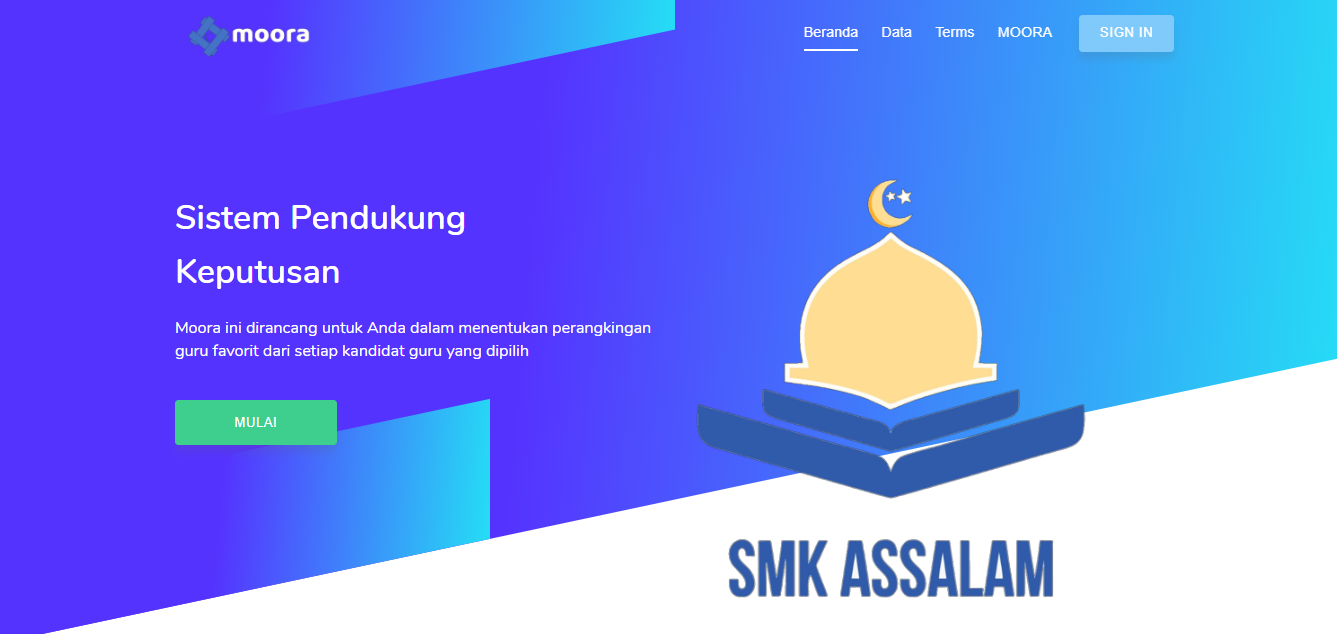 moora
Beranda Data Terms MOORA SIGN IN
Sistem Pendukung
Keputusan
Moora ini dirancang untuk Anda dalam menentukan perangkingan
guru favorit dari setiap kandidat guru yang dipilih
MULAI
SMK ASSALAM